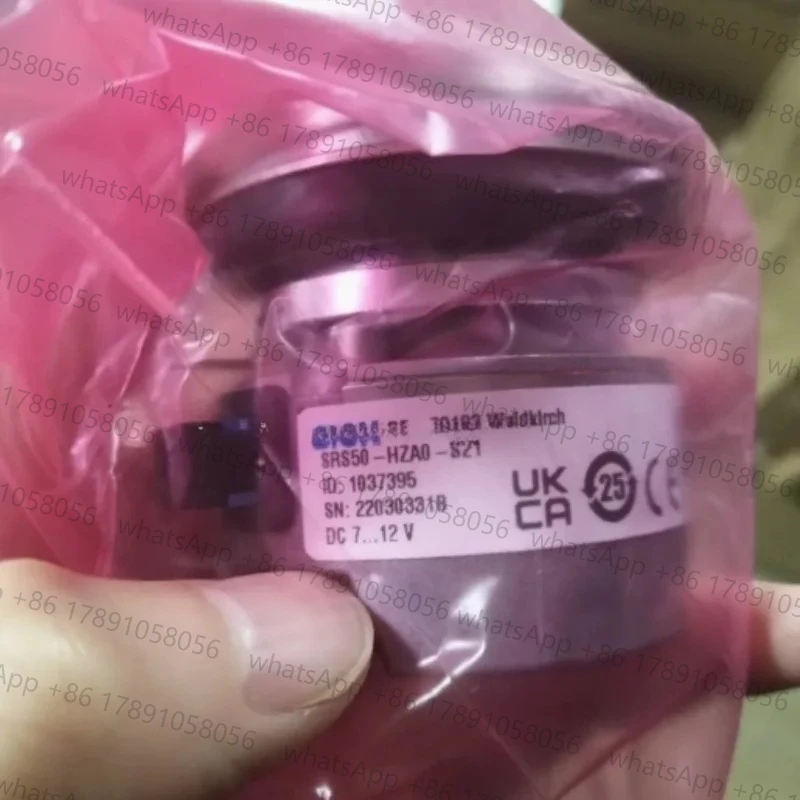 SICK SE 79183 Waldkirch
SRS50-HZA0-S21
ID: 1037395
SN: 22030331B
DC 7...12 V
UK
CA
25
CE
whatsApp +86 17891058056